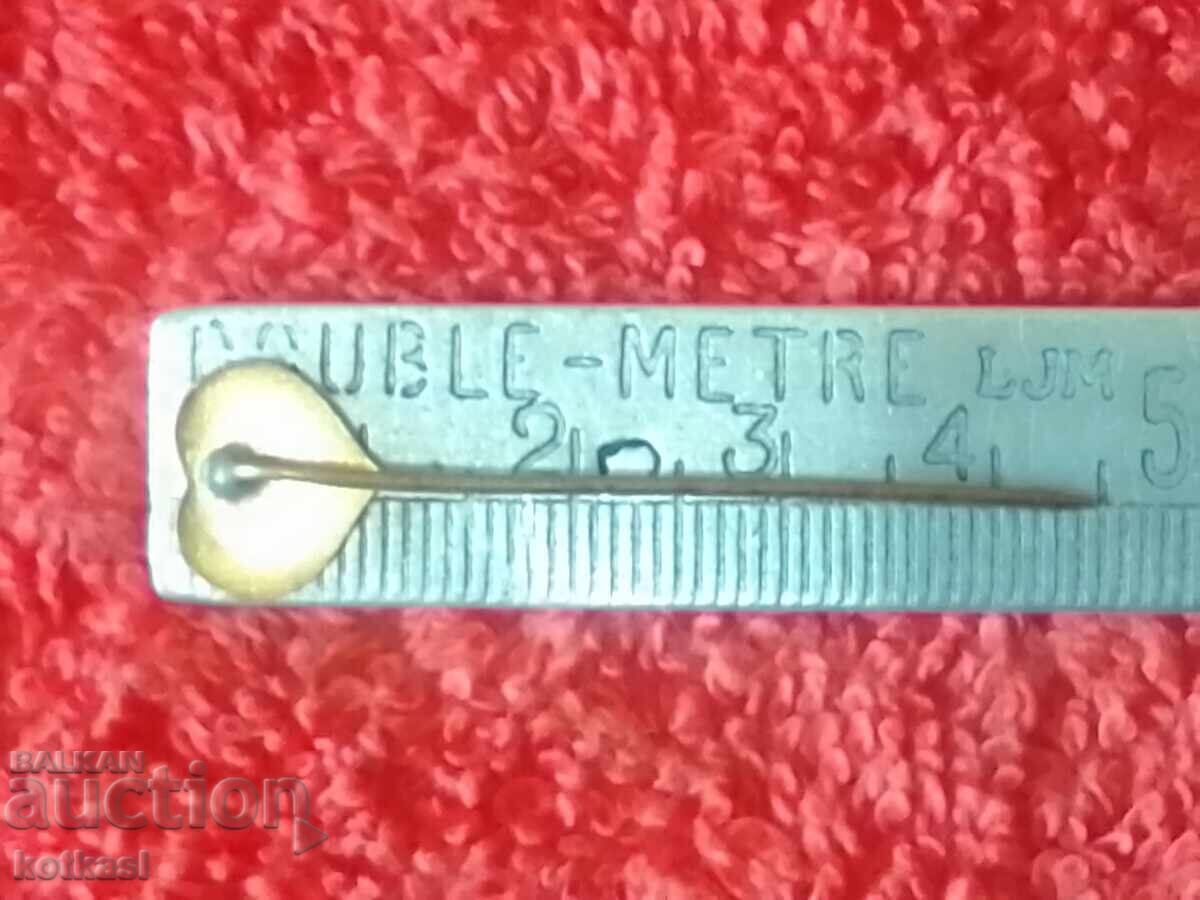 DOUBLE-METRE LJM
2 3 4 5
BALKAN
auction
kotkasl